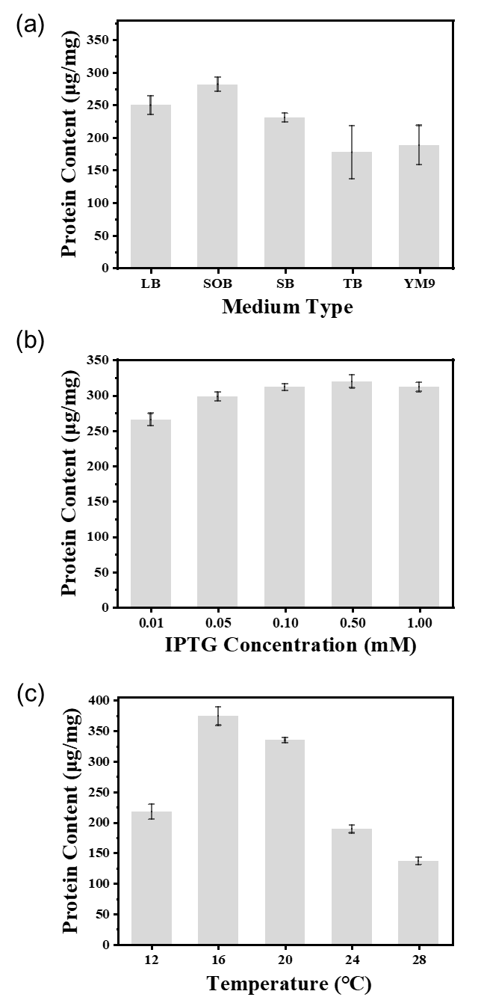 (a)
Protein Content (μg/mg)
350
300
250
200
150
100
50
0
LB SOB SB TB YM9
Medium Type
(b)
Protein Content (μg/mg)
350
300
250
200
150
100
50
0
0.01 0.05 0.10 0.50 1.00
IPTG Concentration (mM)
(c)
Protein Content (μg/mg)
400
350
300
250
200
150
100
50
0
12 16 20 24 28
Temperature (℃)